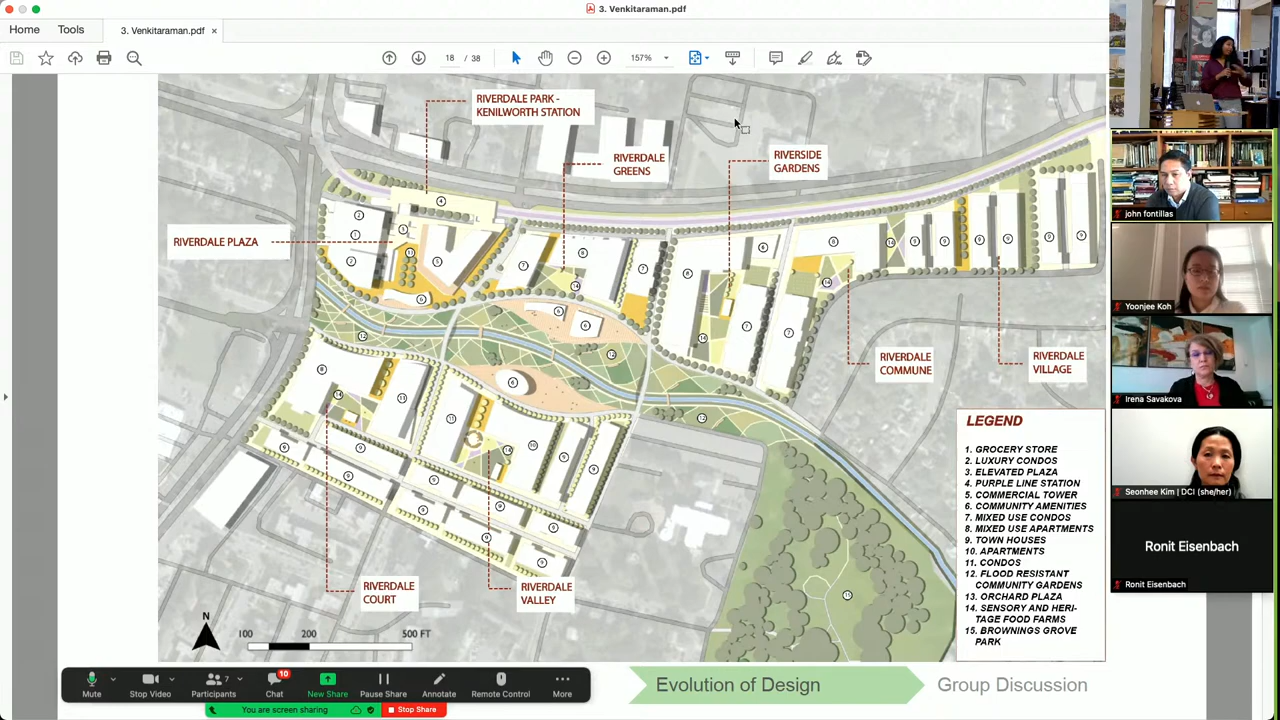 3. Venkitaraman.pdf
Home
Tools
3. Venkitaraman.pdf ×
18 / 38
157%
RIVERDALE PARK -
KENILWORTH STATION
RIVERDALE
GREENS
RIVERSIDE
GARDENS
RIVERDALE PLAZA
RIVERDALE
COMMUNE
RIVERDALE
VILLAGE
RIVERDALE
COURT
RIVERDALE
VALLEY
N
100 200 500 FT
LEGEND
1. GROCERY STORE
2. LUXURY CONDOS
3. ELEVATED PLAZA
4. PURPLE LINE STATION
5. COMMERCIAL TOWER
6. COMMUNITY AMENITIES
7. MIXED USE CONDOS
8. MIXED USE APARTMENTS
9. TOWN HOUSES
10. APARTMENTS
11. CONDOS
12. FLOOD RESISTANT
COMMUNITY GARDENS
13. ORCHARD PLAZA
14. SENSORY AND HERI-
TAGE FOOD FARMS
15. BROWNINGS GROVE
PARK
john fontillas
Yoonjee Koh
Irena Savakova
Seonhee Kim | DCI (she/her)
Ronit Eisenbach
Ronit Eisenbach
Mute
Stop Video
7
Participants
10
Chat
New Share
Pause Share
Annotate
Remote Control
More
You are screen sharing
Stop Share
Evolution of Design
Group Discussion